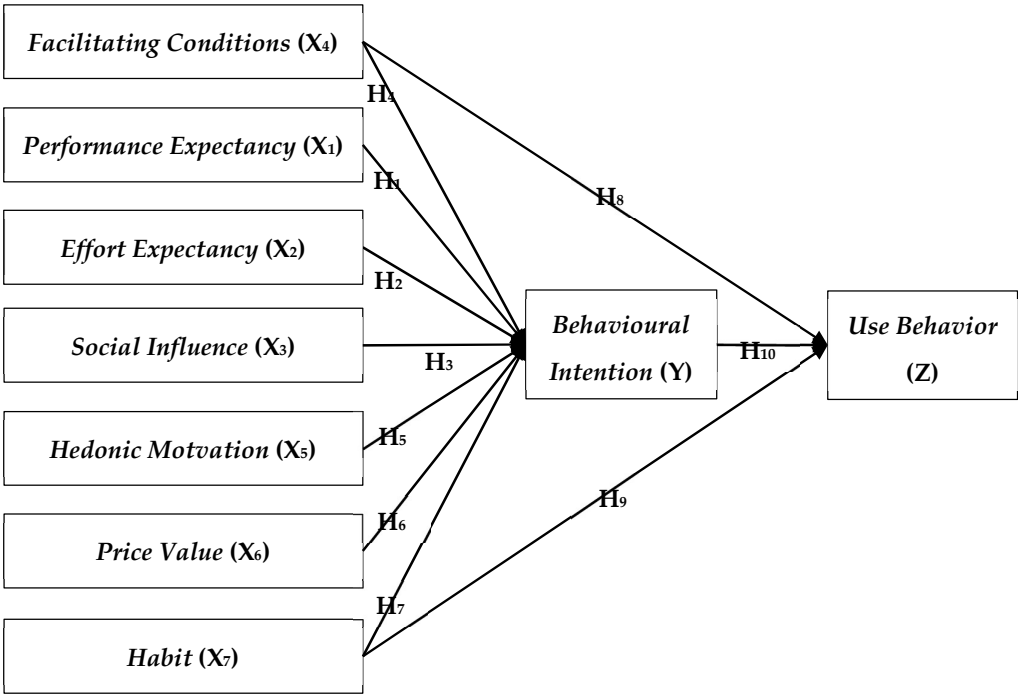 Facilitating Conditions (X₄)
H₄
Performance Expectancy (X₁)
H₁
H₈
Effort Expectancy (X₂)
H₂
Social Influence (X₃)
H₃
Behavioural
Intention (Y)
H₁₀
Use Behavior
(Z)
Hedonic Motvation (X₅)
H₅
H₉
Price Value (X₆)
H₆
H₇
Habit (X₇)